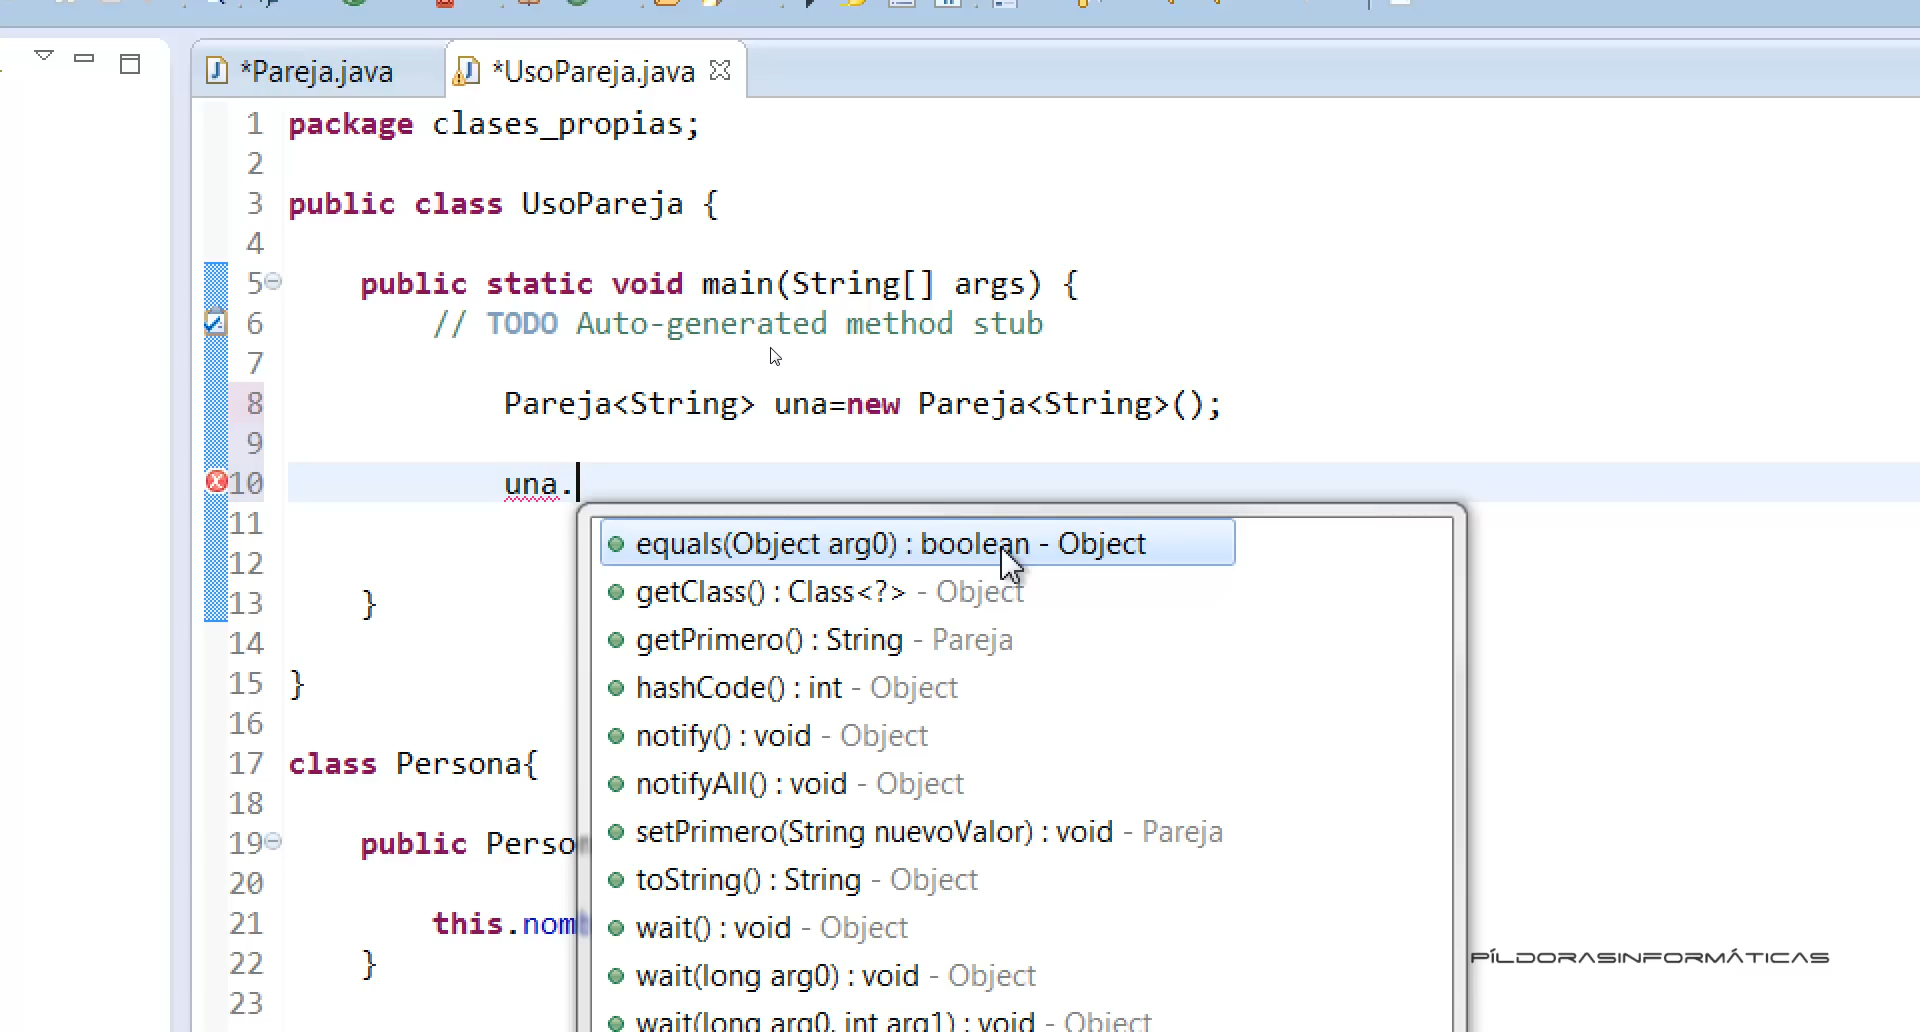 *Pareja.java
*UsoPareja.java
1 package clases_propias;
2
3 public class UsoPareja {
4
5 public static void main(String[] args) {
6 // TODO Auto-generated method stub
7
8 Pareja<String> una=new Pareja<String>();
9
10 una.
11
12
13 }
14
15 }
16
17 class Persona{
18
19 public Perso
20
21 this.nom
22 }
23
equals(Object arg0) : boolean - Object
getClass() : Class<?> - Object
getPrimero() : String - Pareja
hashCode() : int - Object
notify() : void - Object
notifyAll() : void - Object
setPrimero(String nuevoValor) : void - Pareja
toString() : String - Object
wait() : void - Object
wait(long arg0) : void - Object
wait(long arg0, int arg1) : void - Object
PÍLDORASINFORMÁTICAS